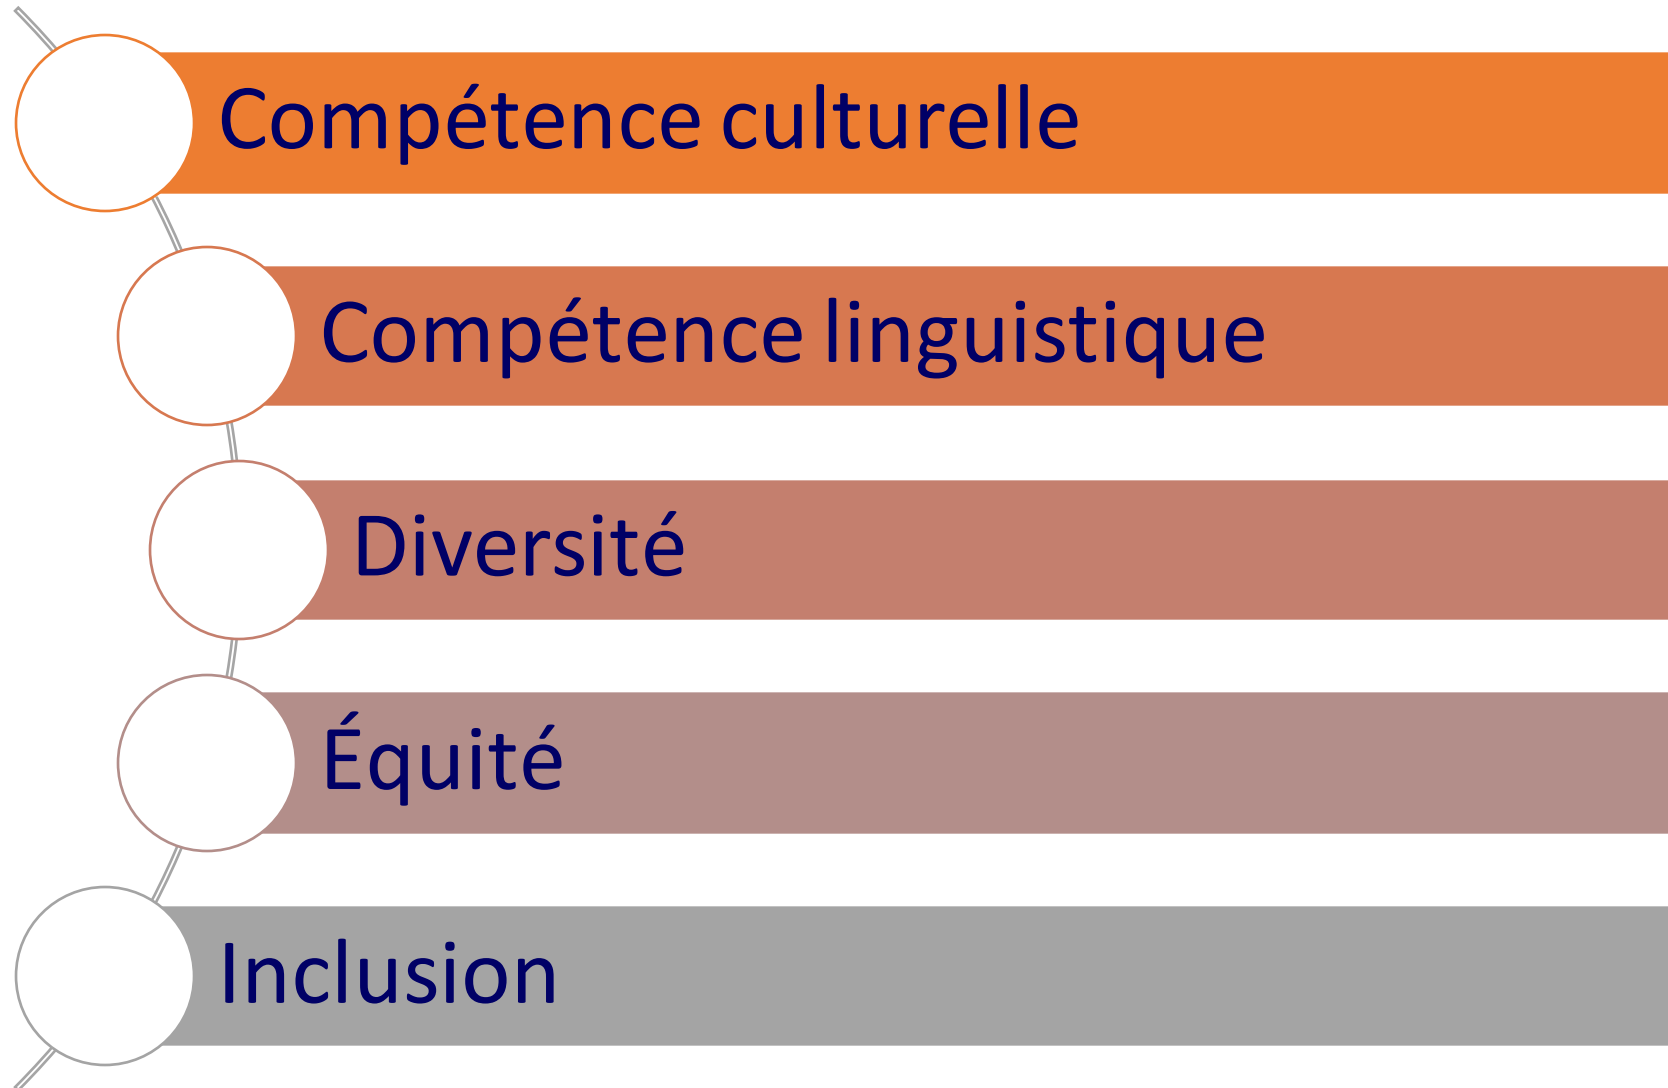 Compétence culturelle
Compétence linguistique
Diversité
Équité
Inclusion